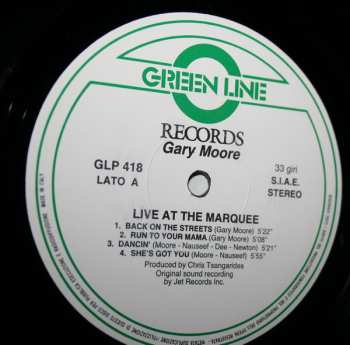 GREEN LINE
RECORDS
Gary Moore
GLP 418
LATO A
33 giri
S.I.A.E.
STEREO
LIVE AT THE MARQUEE
1. BACK ON THE STREETS (Gary Moore) 5'22"
2. RUN TO YOUR MAMA (Gary Moore) 5'08"
3. DANCIN' (Moore - Nauseef - Dee - Newton) 5'21"
4. SHE'S GOT YOU (Moore - Nauseef) 5'55"
Produced by Chris Tsangarides
Original sound recording
by Jet Records Inc.